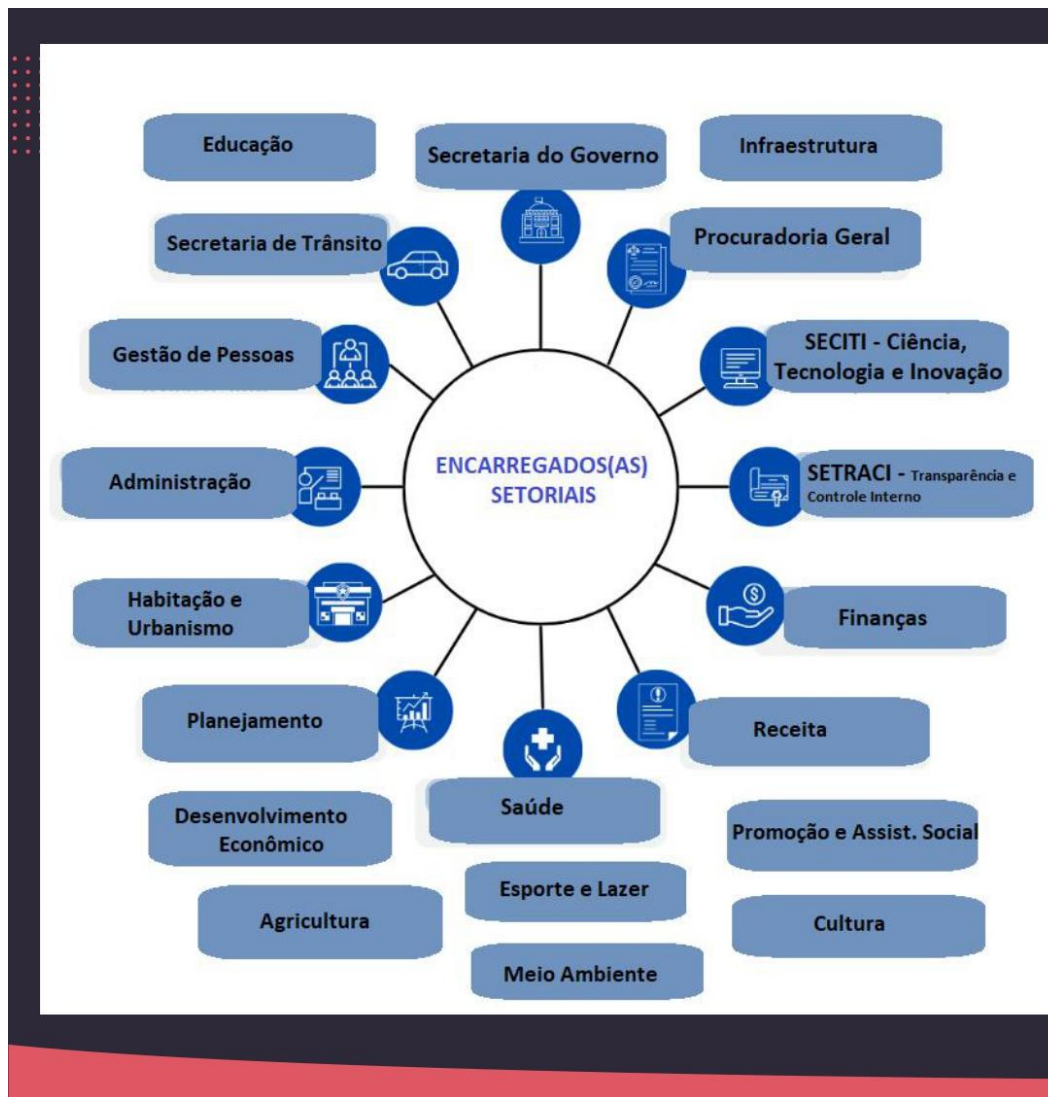 Educação
Secretaria do Governo
Infraestrutura
Secretaria de Trânsito
Procuradoria Geral
Gestão de Pessoas
SECITI - Ciência,
Tecnologia e Inovação
ENCARREGADOS(AS)
SETORIAIS
Administração
SETRACI - Transparência e
Controle Interno
Habitação e
Urbanismo
Finanças
Planejamento
Receita
Desenvolvimento
Econômico
Saúde
Promoção e Assist. Social
Esporte e Lazer
Agricultura
Cultura
Meio Ambiente